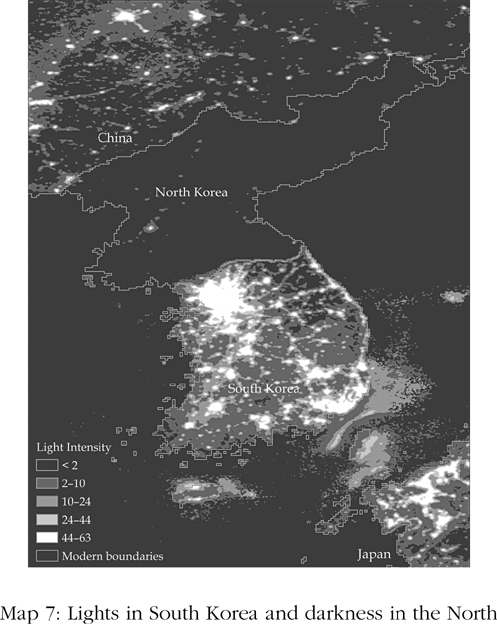 China
North Korea
South Korea
Light Intensity
< 2
2–10
10–24
24–44
44–63
Modern boundaries
Japan
Map 7: Lights in South Korea and darkness in the North